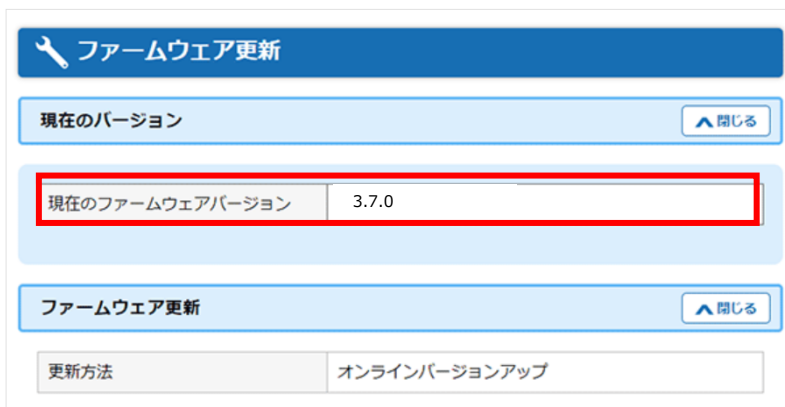 ファームウェア更新
現在のバージョン 閉じる
現在のファームウェアバージョン 3.7.0
ファームウェア更新 閉じる
更新方法 オンラインバージョンアップ